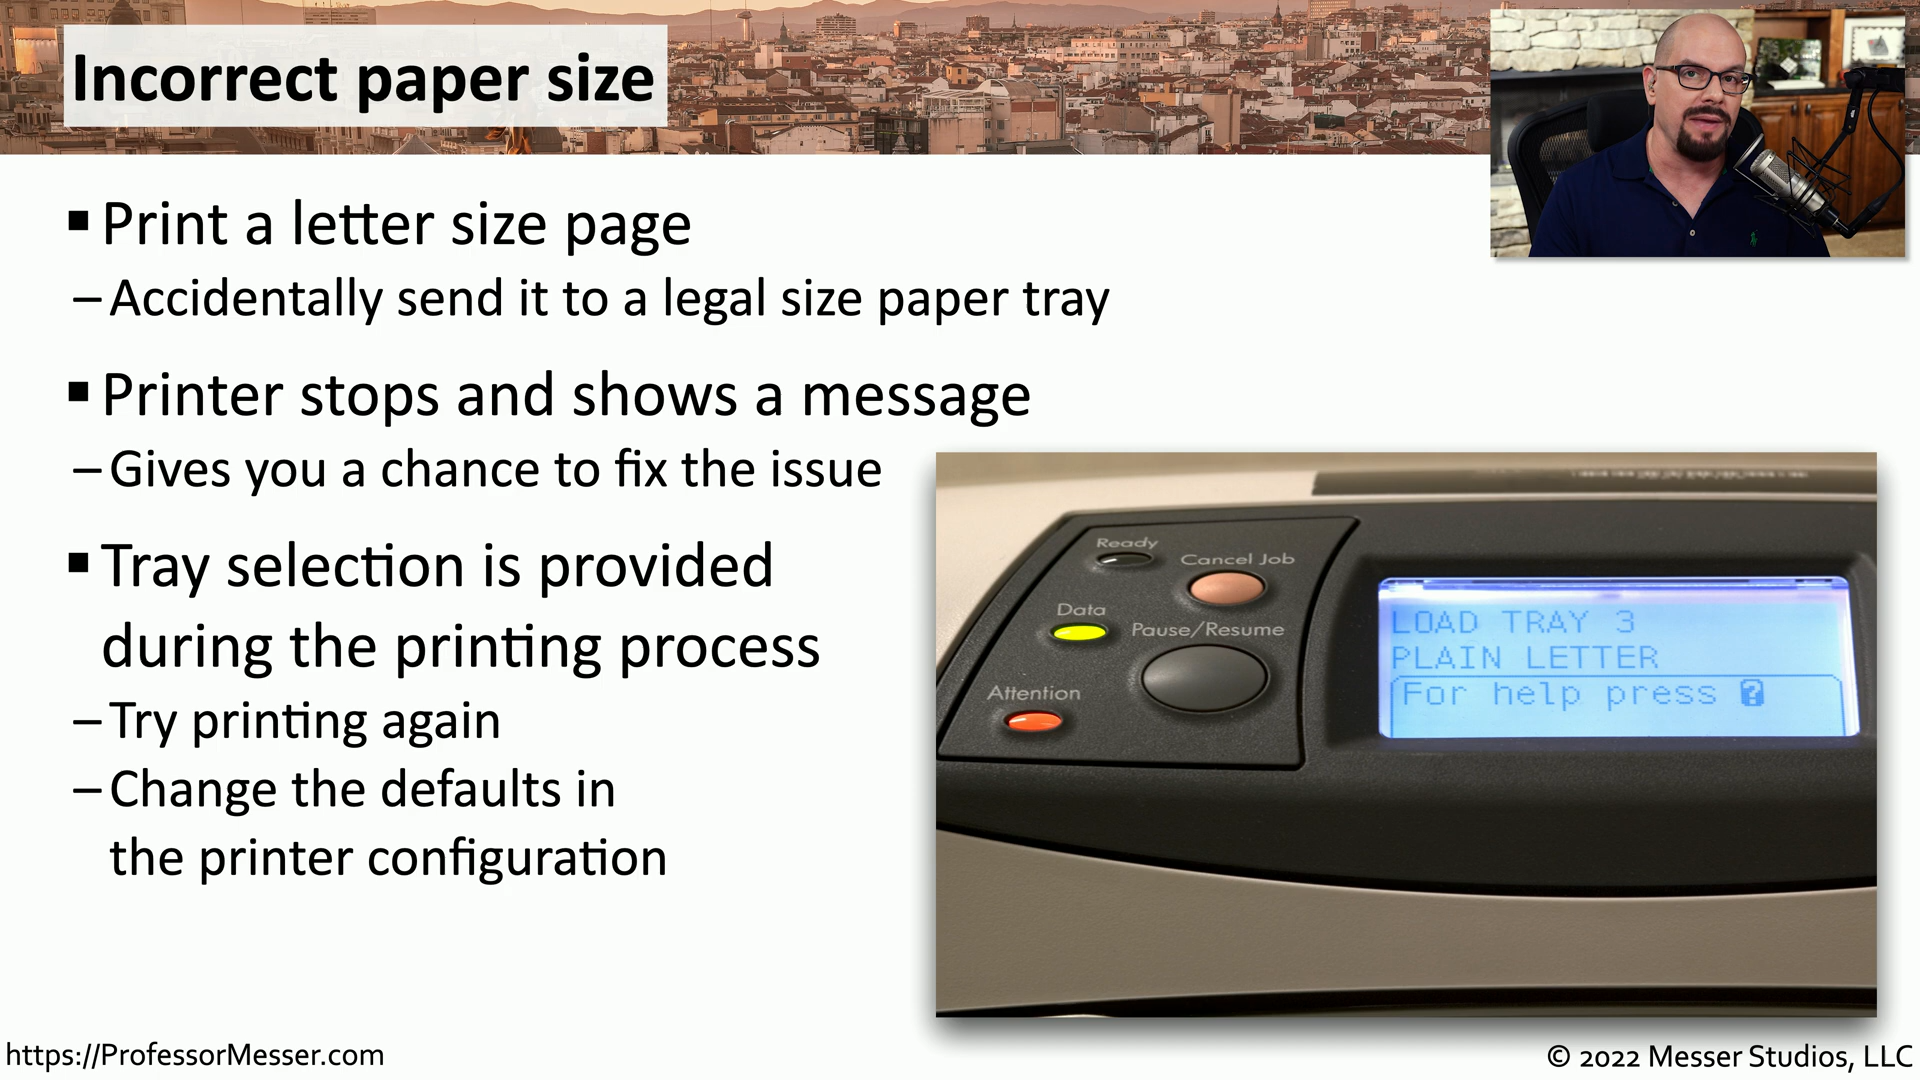 Incorrect paper size
▪ Print a letter size page
– Accidentally send it to a legal size paper tray
▪ Printer stops and shows a message
– Gives you a chance to fix the issue
▪ Tray selection is provided
during the printing process
– Try printing again
– Change the defaults in
the printer configuration
Ready
Cancel Job
Data
Pause/Resume
Attention
LOAD TRAY 3
PLAIN LETTER
For help press ?
https://ProfessorMesser.com
© 2022 Messer Studios, LLC